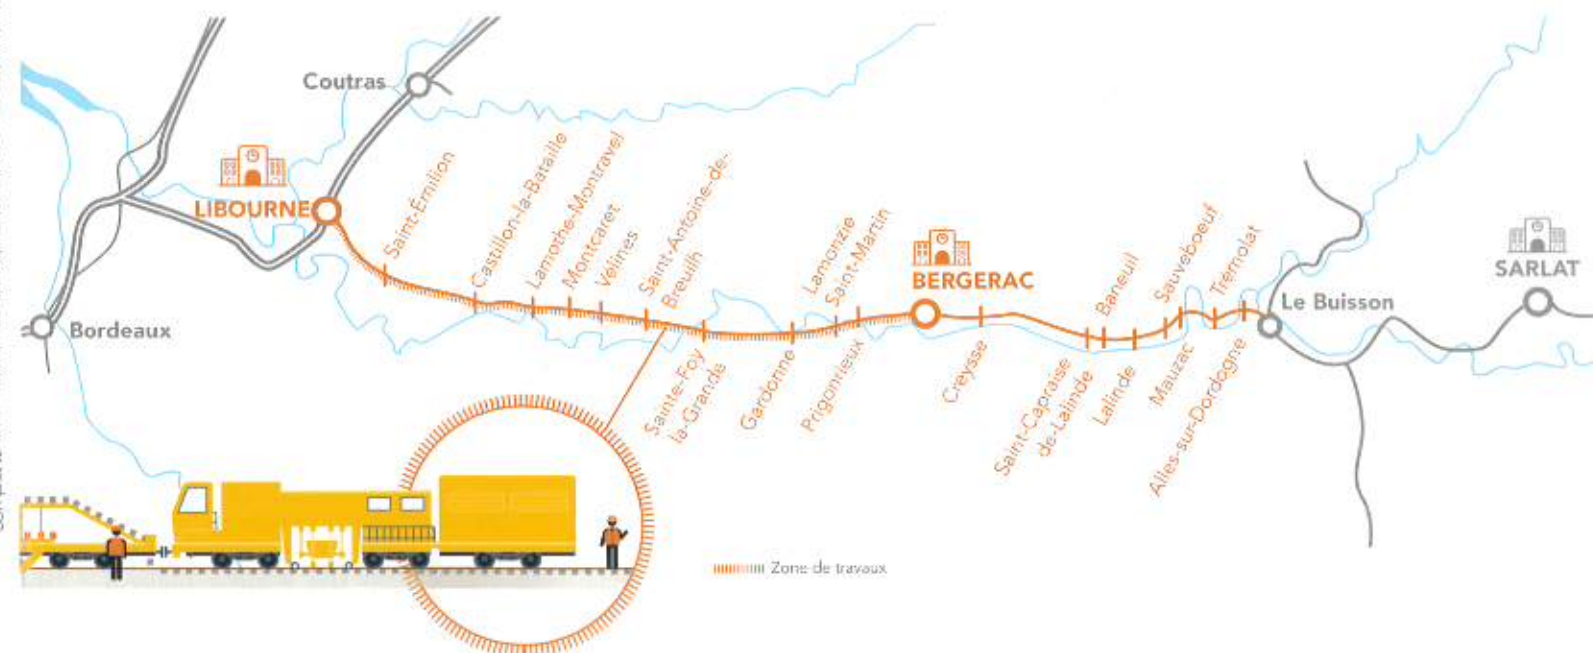 Coutras
LIBOURNE
Saint-Émilion
Castillon-la-Bataille
Lamothe-Montravel
Montcaret
Vélines
Saint-Antoine-de-
Breuilh
Sainte-Foy
la-Grande
Gardonne
Lamonzie
Saint-Martin
Prigonrieux
BERGERAC
Creysse
Saint-Capraise
de-Lalinde
Baneuil
Lalinde
Sauveboeuf
Mauzac
Trémolat
Alles-sur-Dordogne
Le Buisson
SARLAT
Bordeaux
Zone de travaux